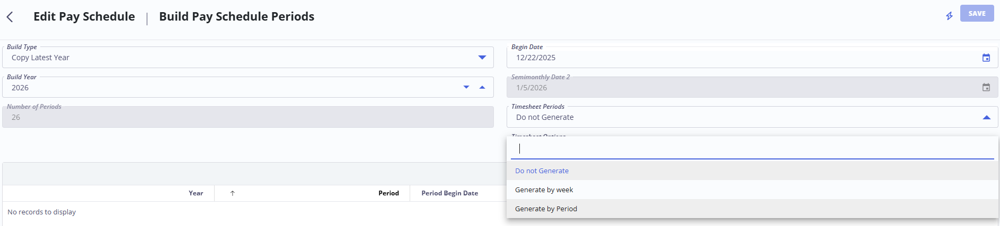 Edit Pay Schedule | Build Pay Schedule Periods
SAVE
Build Type
Copy Latest Year
Begin Date
12/22/2025
Build Year
2026
Semimonthly Date 2
1/5/2026
Number of Periods
26
Timesheet Periods
Do not Generate
Timesheet Options
Do not Generate
Generate by week
Generate by Period
Year
Period
Period Begin Date
No records to display